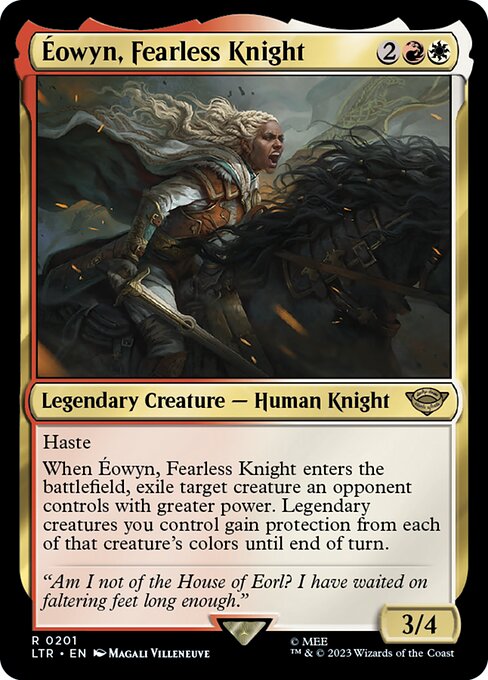 Éowyn, Fearless Knight 2
Legendary Creature — Human Knight
Haste
When Éowyn, Fearless Knight enters the
battlefield, exile target creature an opponent
controls with greater power. Legendary
creatures you control gain protection from each
of that creature's colors until end of turn.
“Am I not of the House of Eorl? I have waited on
faltering feet long enough.”
3/4
R 0201
LTR • EN Magali Villeneuve
© MEE
™ & © 2023 Wizards of the Coast